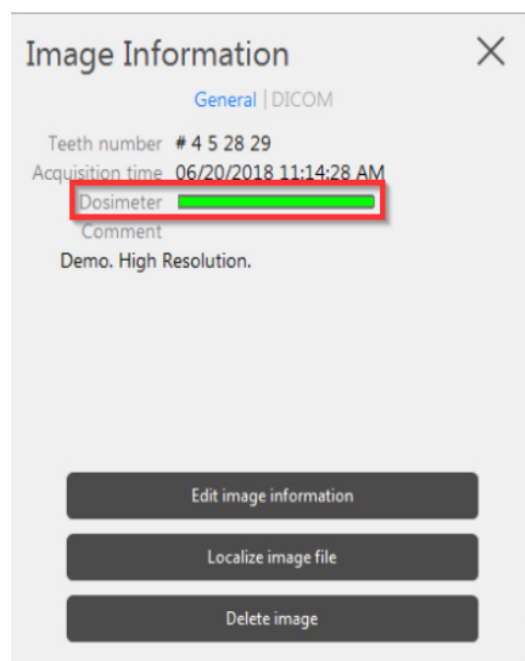 Image Information
General | DICOM
Teeth number # 4 5 28 29
Acquisition time 06/20/2018 11:14:28 AM
Dosimeter
Comment
Demo. High Resolution.
Edit image information
Localize image file
Delete image